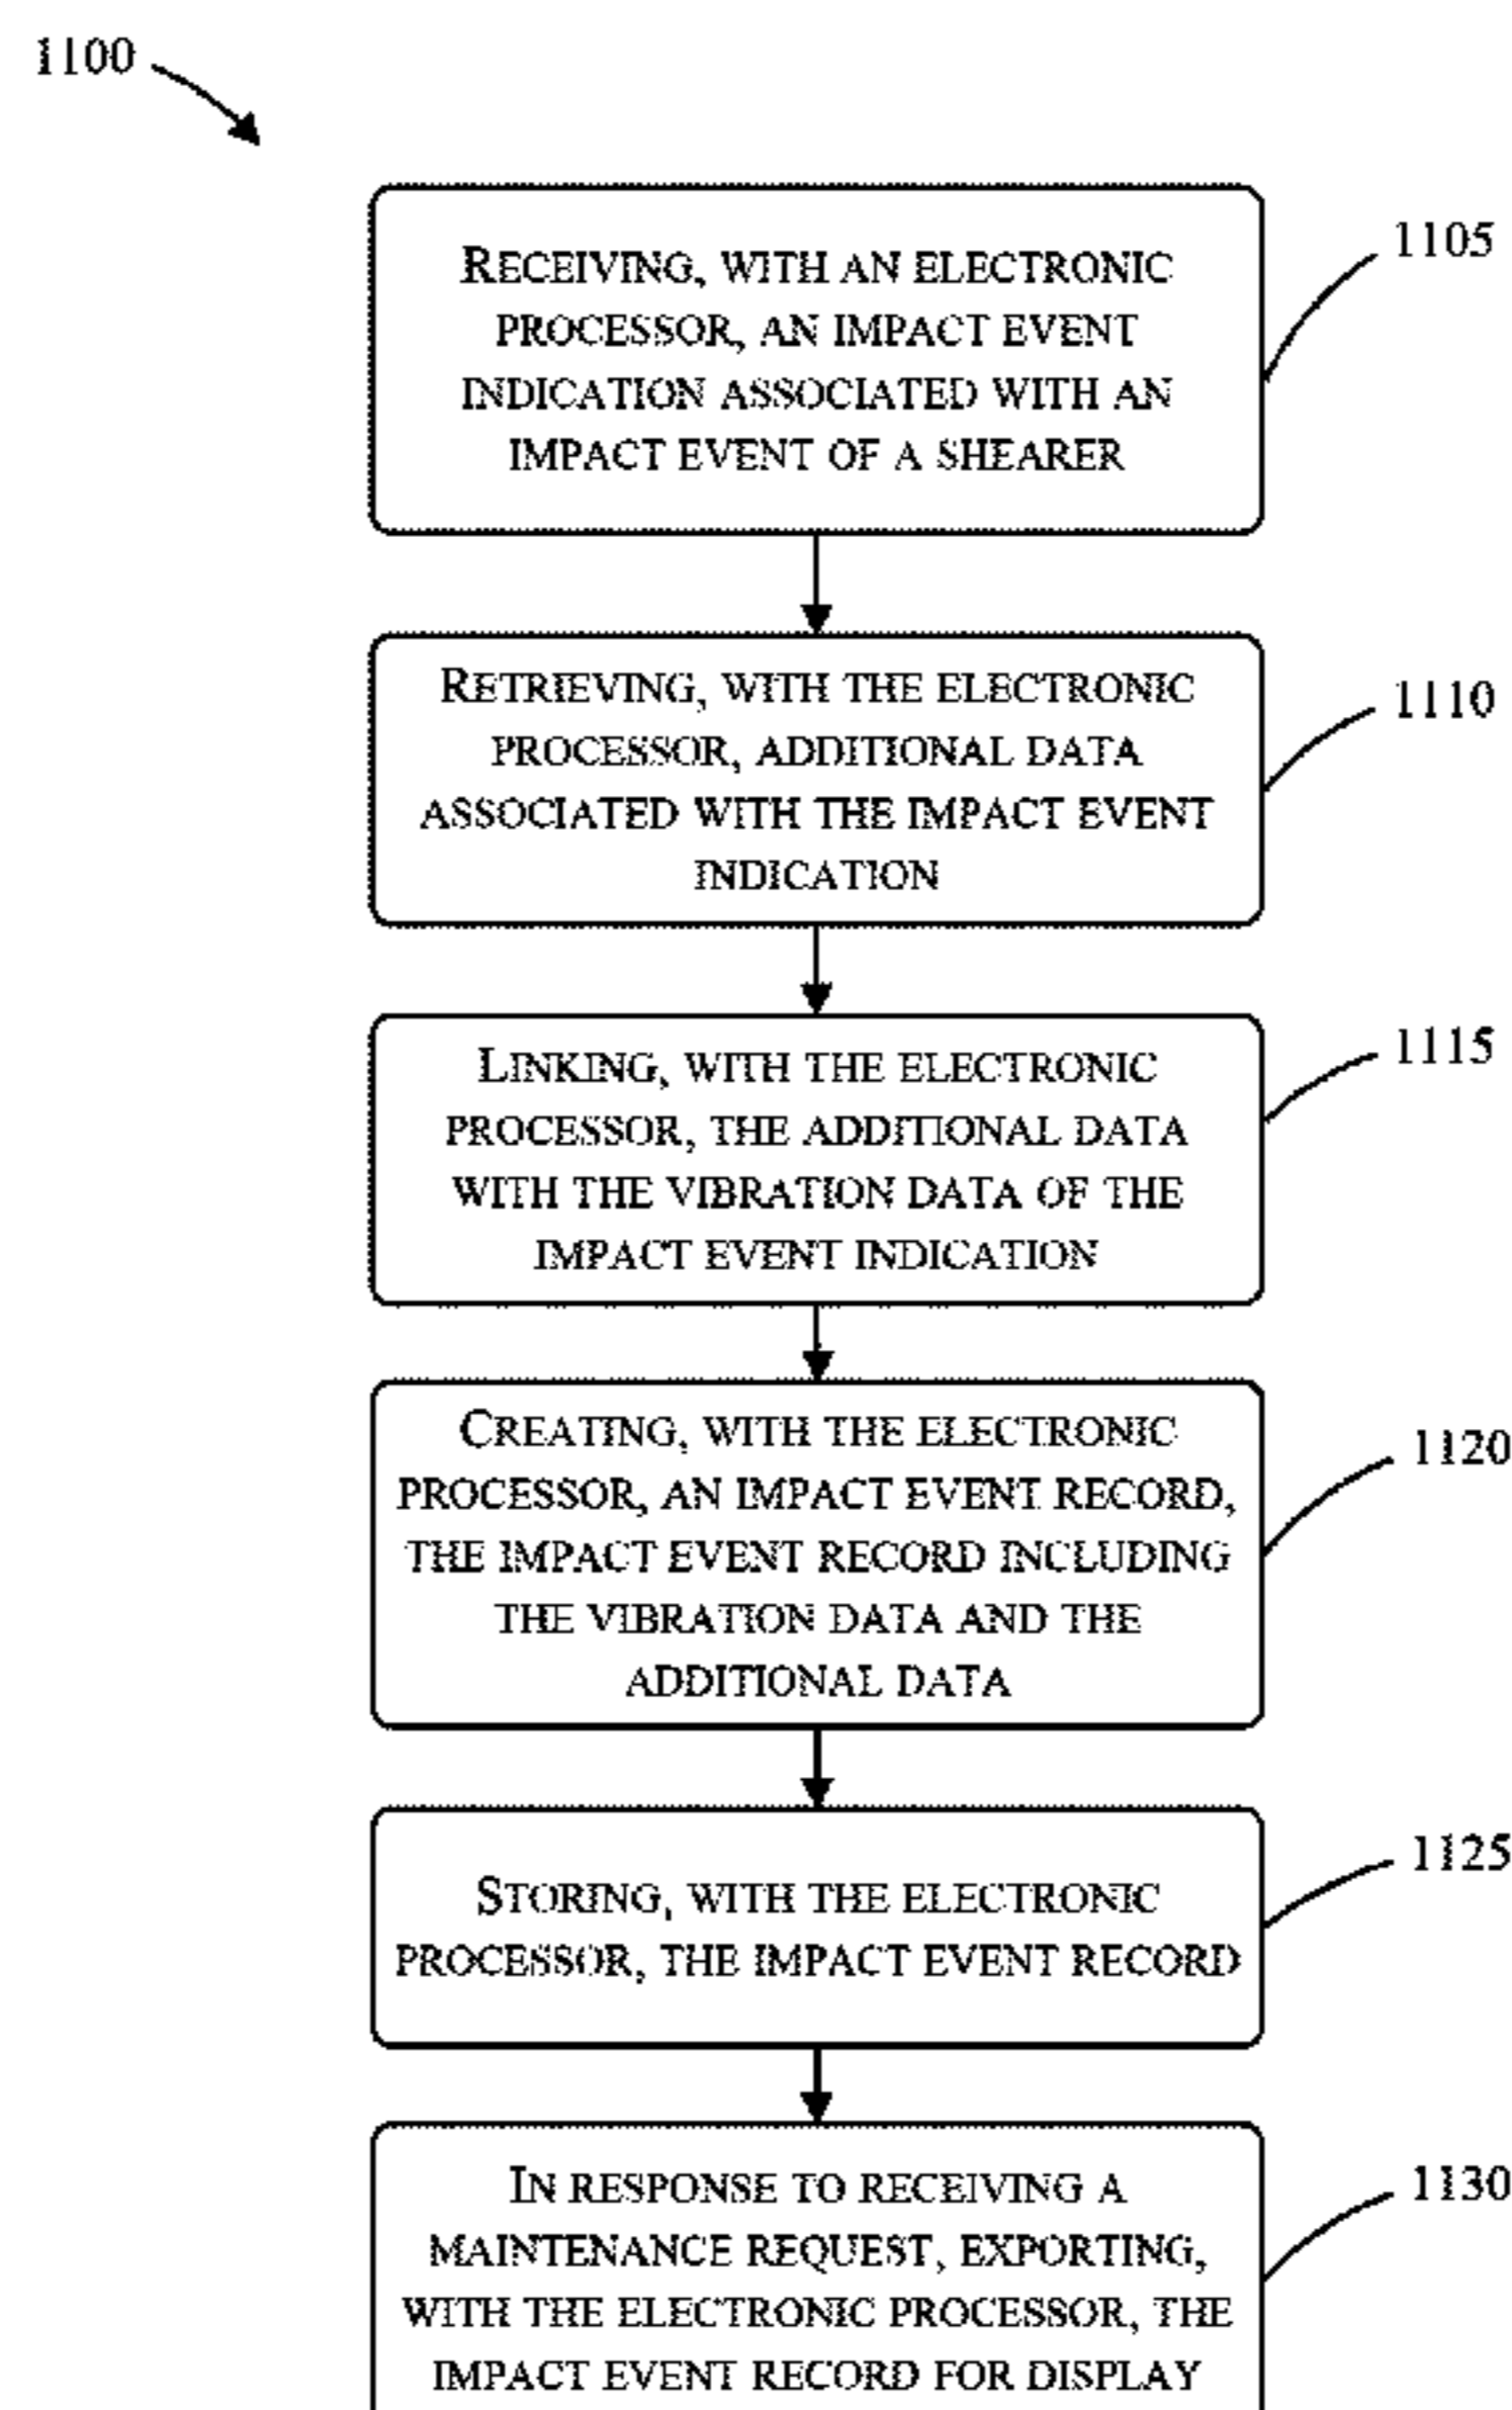 1100
RECEIVING, WITH AN ELECTRONIC
PROCESSOR, AN IMPACT EVENT
INDICATION ASSOCIATED WITH AN
IMPACT EVENT OF A SHEARER
1105
RETRIEVING, WITH THE ELECTRONIC
PROCESSOR, ADDITIONAL DATA
ASSOCIATED WITH THE IMPACT EVENT
INDICATION
1110
LINKING, WITH THE ELECTRONIC
PROCESSOR, THE ADDITIONAL DATA
WITH THE VIBRATION DATA OF THE
IMPACT EVENT INDICATION
1115
CREATING, WITH THE ELECTRONIC
PROCESSOR, AN IMPACT EVENT RECORD,
THE IMPACT EVENT RECORD INCLUDING
THE VIBRATION DATA AND THE
ADDITIONAL DATA
1120
STORING, WITH THE ELECTRONIC
PROCESSOR, THE IMPACT EVENT RECORD
1125
IN RESPONSE TO RECEIVING A
MAINTENANCE REQUEST, EXPORTING,
WITH THE ELECTRONIC PROCESSOR, THE
IMPACT EVENT RECORD FOR DISPLAY
1130